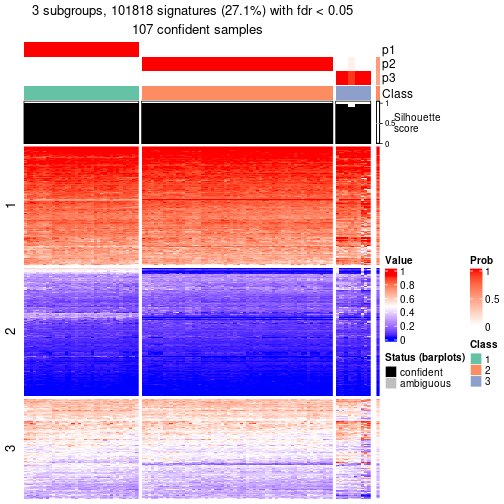 3 subgroups, 101818 signatures (27.1%) with fdr < 0.05
107 confident samples
p1
p2
p3
Class
1
0.5
0
Silhouette
score
1
2
3
Value
1
0.8
0.6
0.4
0.2
0
Prob
1
0.5
0
Status (barplots)
confident
ambiguous
Class
1
2
3